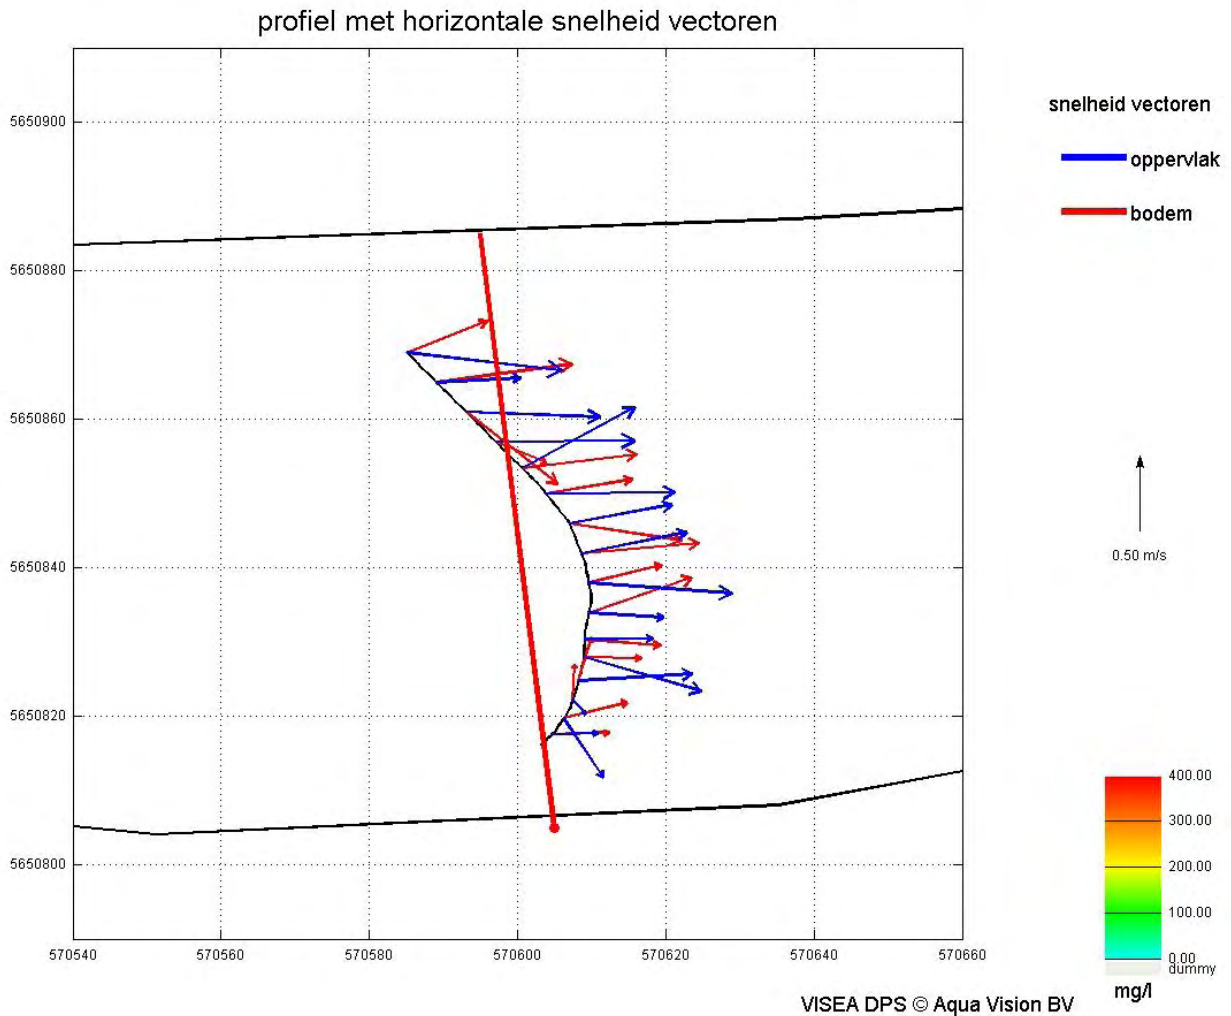 profiel met horizontale snelheid vectoren
snelheid vectoren
oppervlak
bodem
5650900
5650880
5650860
5650840
5650820
5650800
0.50 m/s
570540 570560 570580 570600 570620 570640 570660
400.00
300.00
200.00
100.00
0.00
dummy
mg/l
VISEA DPS © Aqua Vision BV